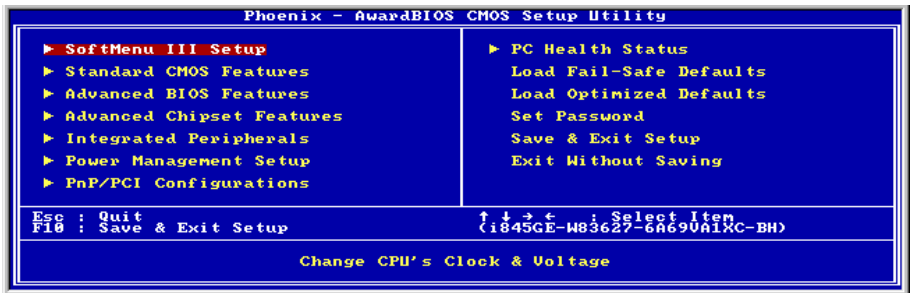 Phoenix - AwardBIOS CMOS Setup Utility
► SoftMenu III Setup
► Standard CMOS Features
► Advanced BIOS Features
► Advanced Chipset Features
► Integrated Peripherals
► Power Management Setup
► PnP/PCI Configurations
► PC Health Status
Load Fail-Safe Defaults
Load Optimized Defaults
Set Password
Save & Exit Setup
Exit Without Saving
Esc : Quit
F10 : Save & Exit Setup
↑ ↓ → ← : Select Item
(i845GE-W83627-6A69VA1XC-BH)
Change CPU's Clock & Voltage